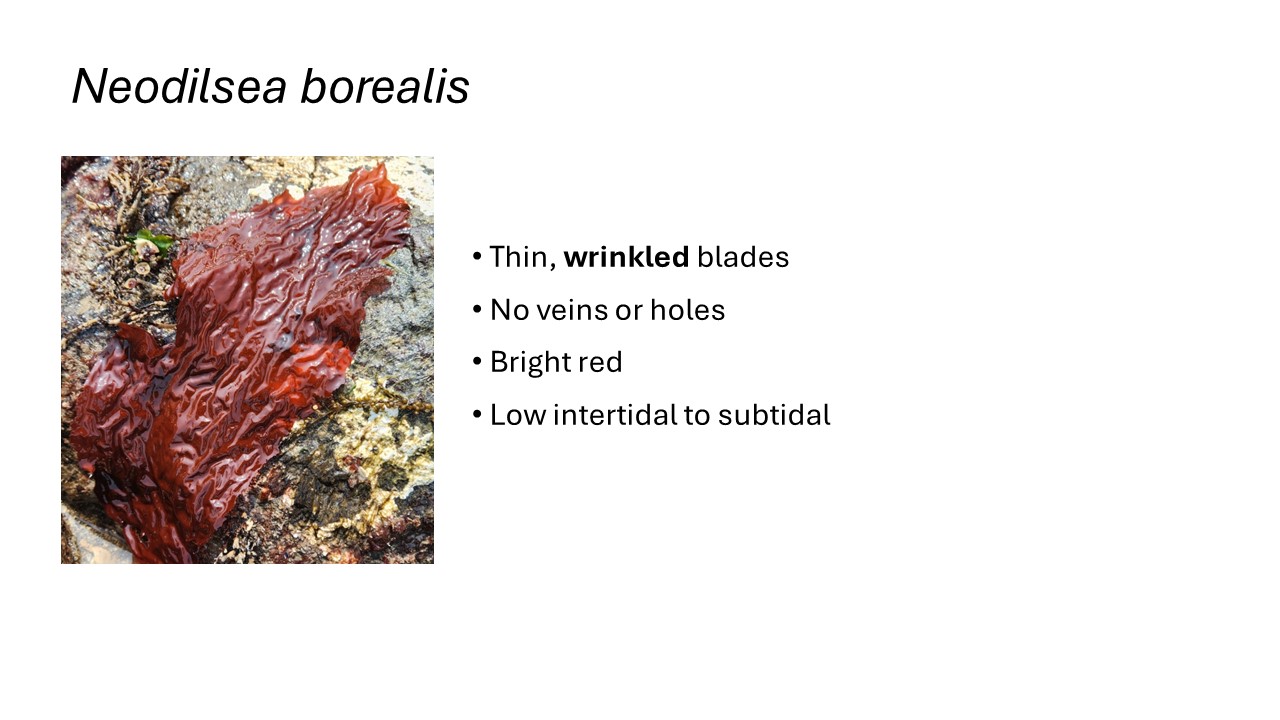 Neodilsea borealis
• Thin, wrinkled blades
• No veins or holes
• Bright red
• Low intertidal to subtidal